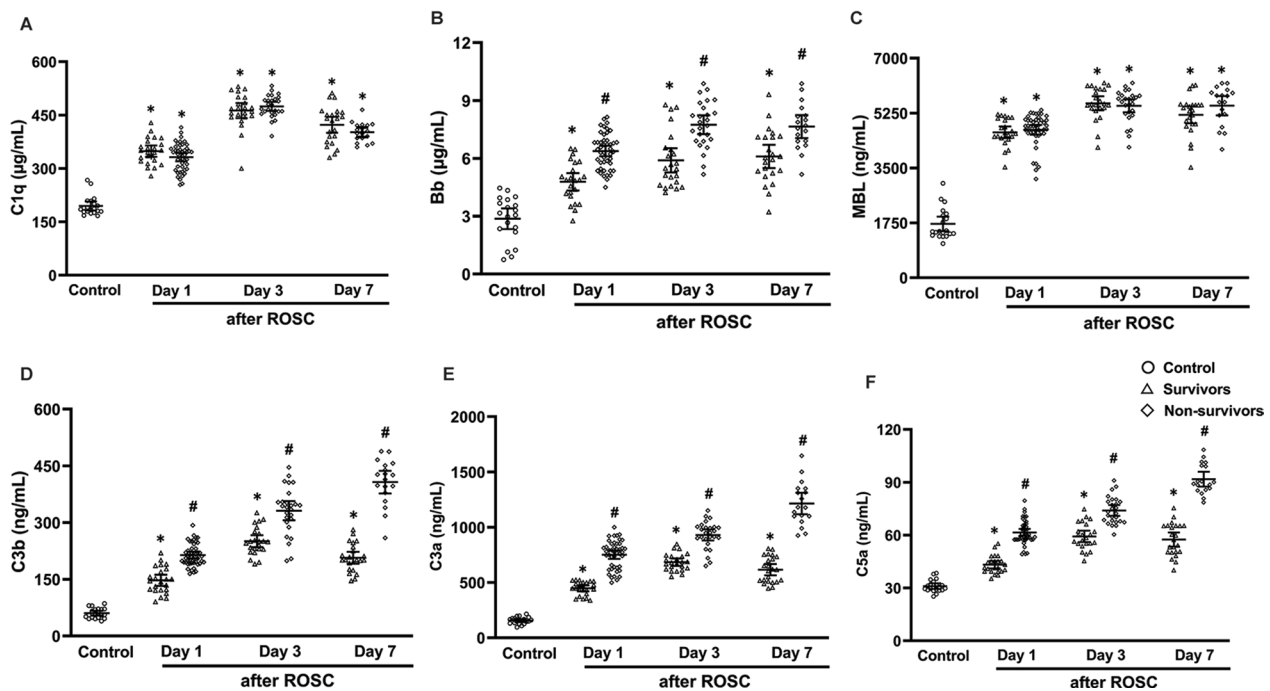 A
C1q (µg/mL)
600
450
300
150
0
* * * * * *
Control Day 1 Day 3 Day 7
after ROSC
B
Bb (µg/mL)
12
9
6
3
0
* # * # * #
Control Day 1 Day 3 Day 7
after ROSC
C
MBL (ng/mL)
7000
5250
3500
1750
0
* * * * * *
Control Day 1 Day 3 Day 7
after ROSC
D
C3b (ng/mL)
600
450
300
150
0
* # * # * #
Control Day 1 Day 3 Day 7
after ROSC
E
C3a (ng/mL)
2000
1500
1000
500
0
* # * # * #
Control Day 1 Day 3 Day 7
after ROSC
F
Control
Survivors
Non-survivors
C5a (ng/mL)
120
90
60
30
0
* # * # * #
Control Day 1 Day 3 Day 7
after ROSC